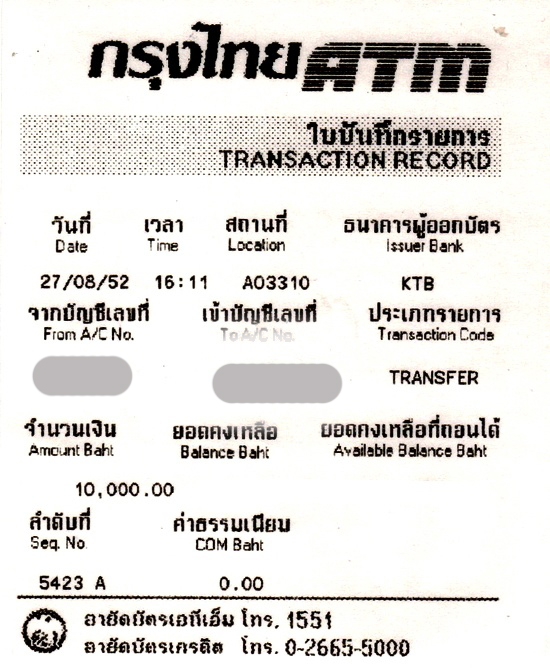 กรุงไทย ATM
ใบบันทึกรายการ
TRANSACTION RECORD
วันที่ เวลา สถานที่ ธนาคารผู้ออกบัตร
Date Time Location Issuer Bank
27/08/52 16:11 A03310 KTB
จากบัญชีเลขที่ เข้าบัญชีเลขที่ ประเภทรายการ
From A/C No. To A/C No. Transaction Code
TRANSFER
จำนวนเงิน ยอดคงเหลือ ยอดคงเหลือที่ถอนได้
Amount Baht Balance Baht Available Balance Baht
10,000.00
ลำดับที่ ค่าธรรมเนียม
Seq. No. COM Baht
5423 A 0.00
อายัดบัตรเอทีเอ็ม โทร. 1551
อายัดบัตรเครดิต โทร. 0-2665-5000